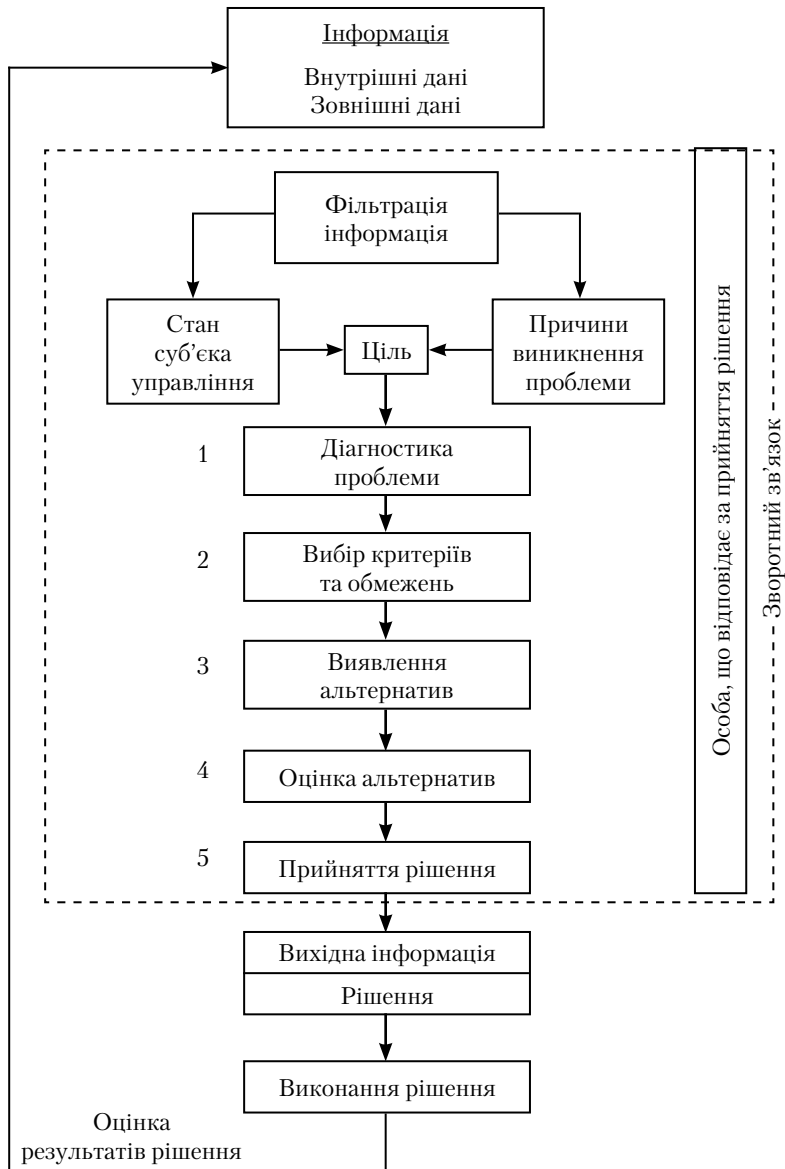 Інформація
Внутрішні дані
Зовнішні дані
Фільтрація
інформація
Стан
суб’єка
управління
Ціль
Причини
виникнення
проблеми
1
Діагностика
проблеми
2
Вибір критеріїв
та обмежень
3
Виявлення
альтернатив
4
Оцінка альтернатив
5
Прийняття рішення
Особа, що відповідає за прийняття рішення
Зворотний зв’язок
Вихідна інформація
Рішення
Виконання рішення
Оцінка
результатів рішення